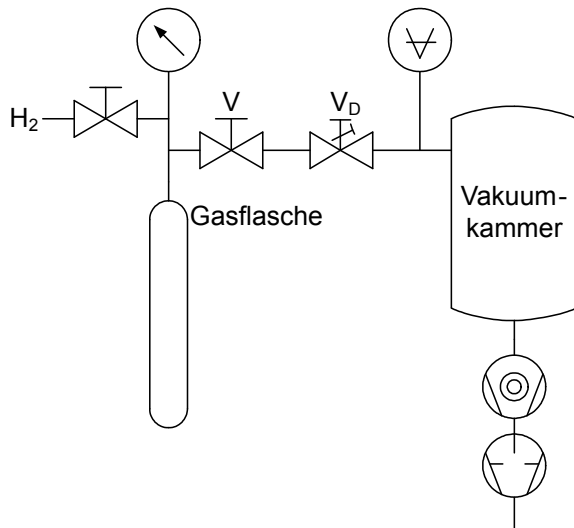 V
V_D
H₂
Gasflasche
Vakuum-
kammer